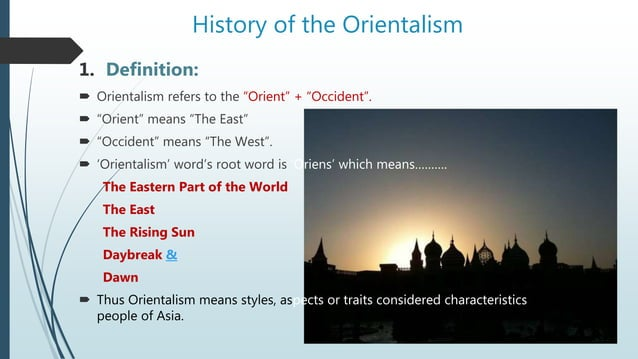 History of the Orientalism
1. Definition:
Orientalism refers to the “Orient” + “Occident”.
“Orient” means “The East”
“Occident” means “The West”.
‘Orientalism’ word’s root word is ‘Oriens’ which means..........
The Eastern Part of the World
The East
The Rising Sun
Daybreak &
Dawn
Thus Orientalism means styles, aspects or traits considered characteristics
people of Asia.